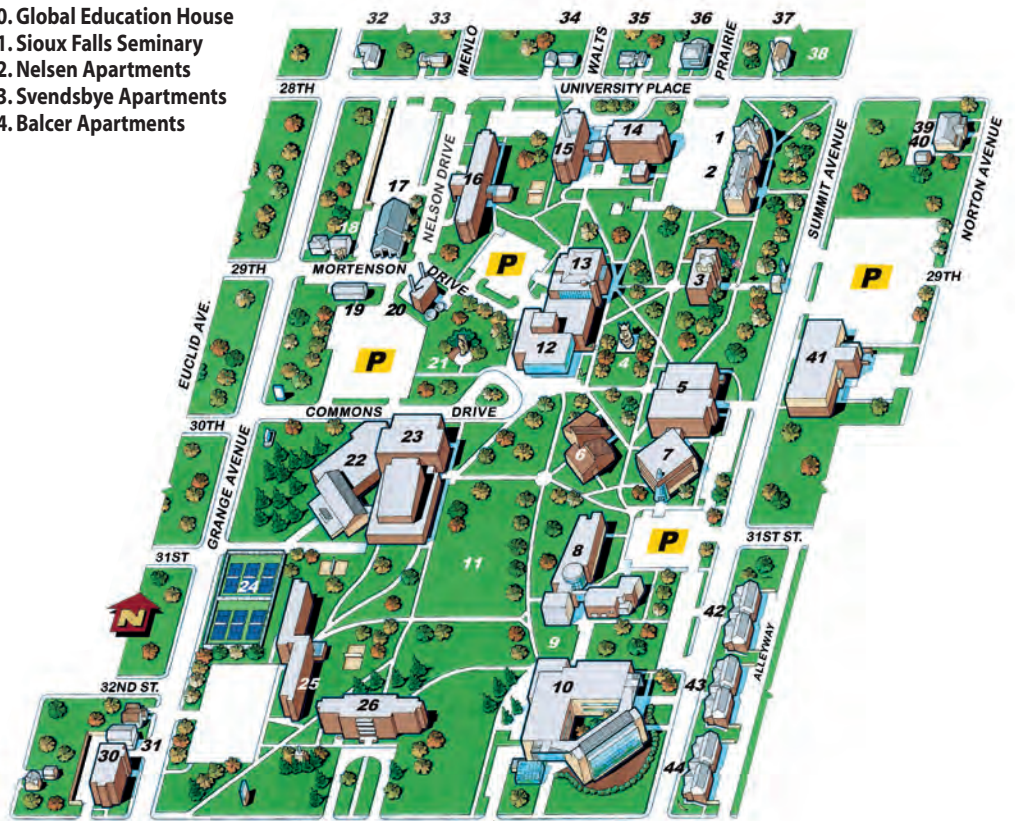 0. Global Education House
1. Sioux Falls Seminary
2. Nelsen Apartments
3. Svendsbye Apartments
4. Balcer Apartments
32
33
MENLO
34
WALTS
35
36
PRAIRIE
37
38
28TH
UNIVERSITY PLACE
1
2
14
15
16
17
18
NELSON DRIVE
SUMMIT AVENUE
39
40
NORTON AVENUE
29TH
MORTENSON DRIVE
P
13
3
P
29TH
EUCLID AVE.
19
20
21
P
12
4
5
41
COMMONS DRIVE
30TH
GRANGE AVENUE
22
23
6
7
P
31ST ST.
31ST
24
11
8
N
42
ALLEYWAY
9
43
32ND ST.
25
26
10
44
30
31